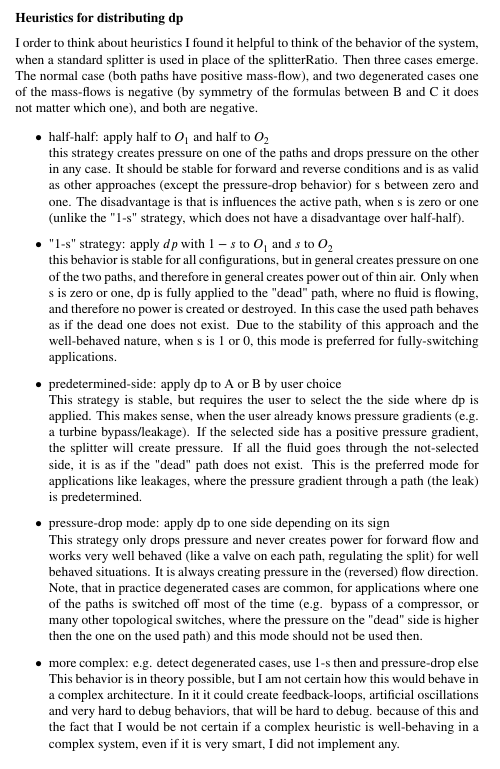 Heuristics for distributing dp
I order to think about heuristics I found it helpful to think of the behavior of the system,
when a standard splitter is used in place of the splitterRatio. Then three cases emerge.
The normal case (both paths have positive mass-flow), and two degenerated cases one
of the mass-flows is negative (by symmetry of the formulas between B and C it does
not matter which one), and both are negative.
• half-half: apply half to O₁ and half to O₂
this strategy creates pressure on one of the paths and drops pressure on the other
in any case. It should be stable for forward and reverse conditions and is as valid
as other approaches (except the pressure-drop behavior) for s between zero and
one. The disadvantage is that is influences the active path, when s is zero or one
(unlike the "1-s" strategy, which does not have a disadvantage over half-half).
• "1-s" strategy: apply dp with 1 − s to O₁ and s to O₂
this behavior is stable for all configurations, but in general creates pressure on one
of the two paths, and therefore in general creates power out of thin air. Only when
s is zero or one, dp is fully applied to the "dead" path, where no fluid is flowing,
and therefore no power is created or destroyed. In this case the used path behaves
as if the dead one does not exist. Due to the stability of this approach and the
well-behaved nature, when s is 1 or 0, this mode is preferred for fully-switching
applications.
• predetermined-side: apply dp to A or B by user choice
This strategy is stable, but requires the user to select the the side where dp is
applied. This makes sense, when the user already knows pressure gradients (e.g.
a turbine bypass/leakage). If the selected side has a positive pressure gradient,
the splitter will create pressure. If all the fluid goes through the not-selected
side, it is as if the "dead" path does not exist. This is the preferred mode for
applications like leakages, where the pressure gradient through a path (the leak)
is predetermined.
• pressure-drop mode: apply dp to one side depending on its sign
This strategy only drops pressure and never creates power for forward flow and
works very well behaved (like a valve on each path, regulating the split) for well
behaved situations. It is always creating pressure in the (reversed) flow direction.
Note, that in practice degenerated cases are common, for applications where one
of the paths is switched off most of the time (e.g. bypass of a compressor, or
many other topological switches, where the pressure on the "dead" side is higher
then the one on the used path) and this mode should not be used then.
• more complex: e.g. detect degenerated cases, use 1-s then and pressure-drop else
This behavior is in theory possible, but I am not certain how this would behave in
a complex architecture. In it it could create feedback-loops, artificial oscillations
and very hard to debug behaviors, that will be hard to debug. because of this and
the fact that I would be not certain if a complex heuristic is well-behaving in a
complex system, even if it is very smart, I did not implement any.